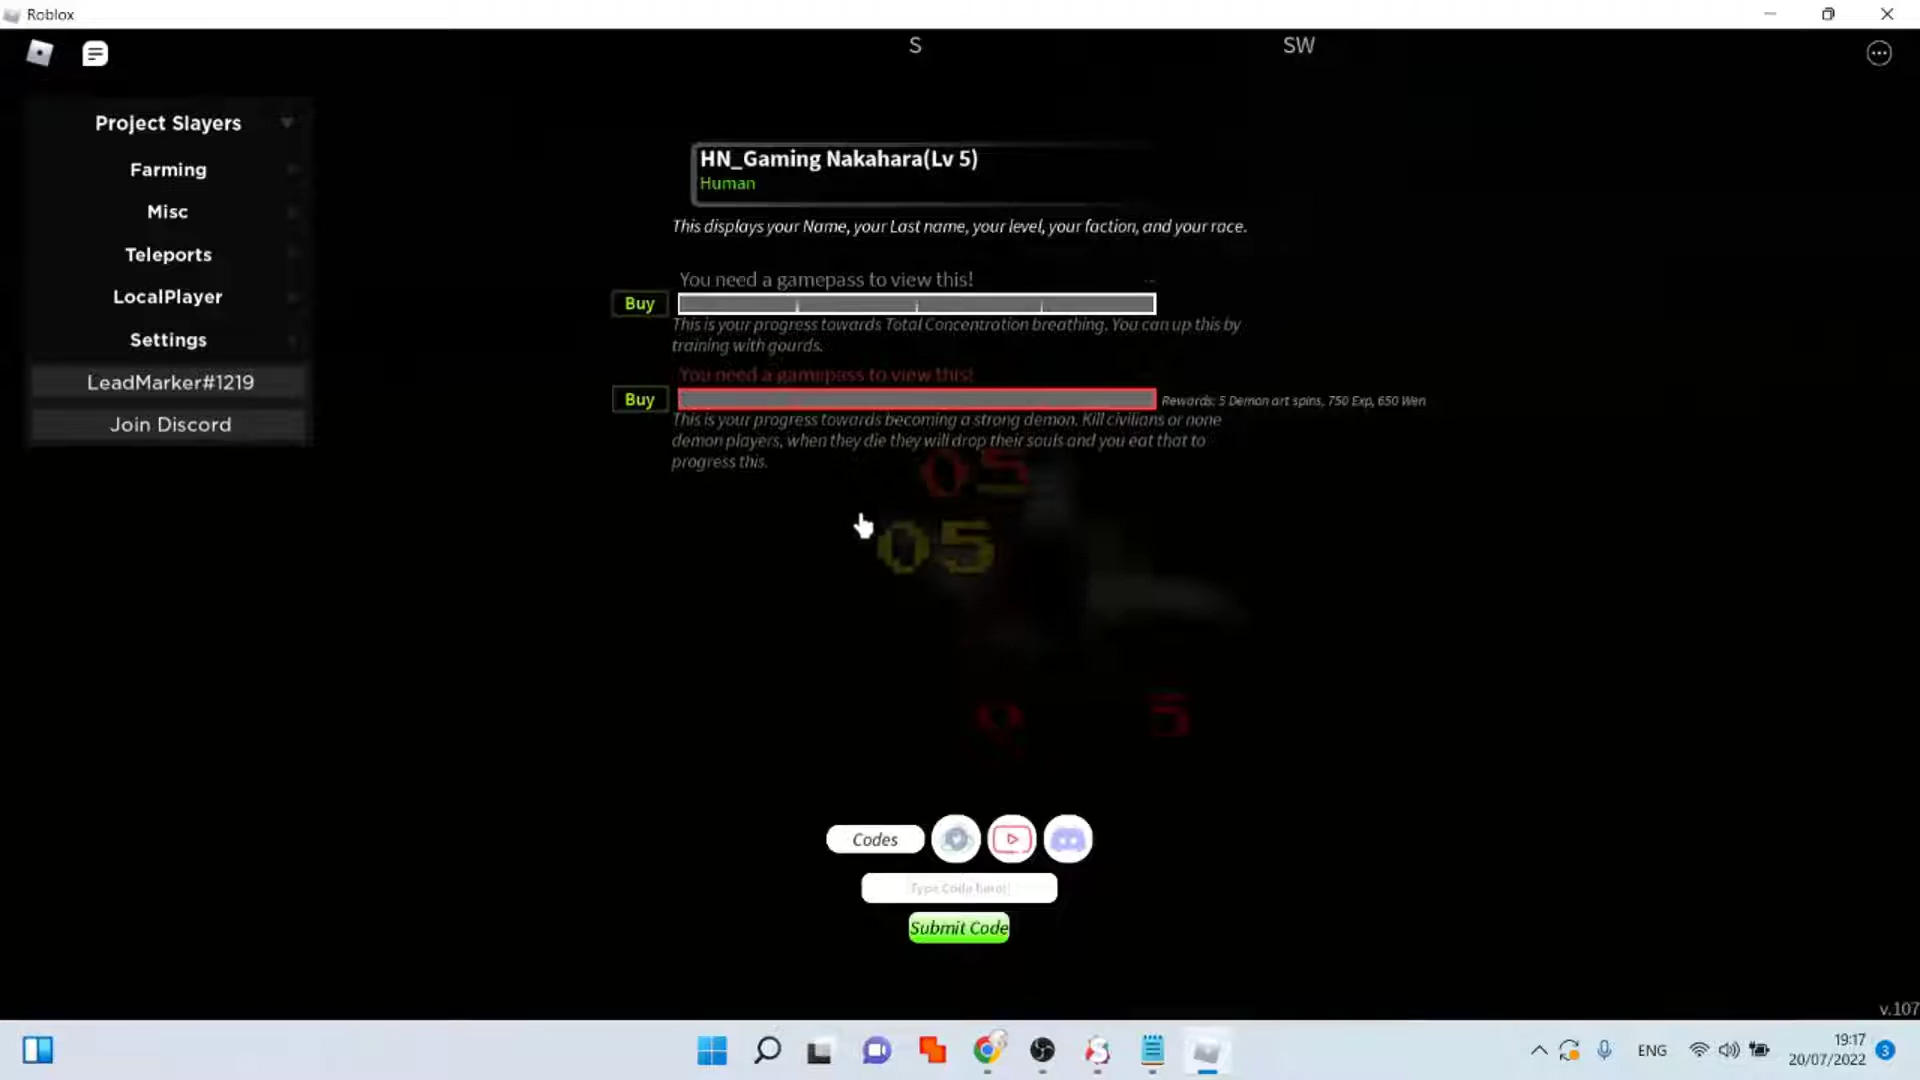 Roblox
S
SW
Project Slayers
Farming
Misc
Teleports
LocalPlayer
Settings
LeadMarker#1219
Join Discord
HN_Gaming Nakahara(Lv 5)
Human
This displays your Name, your Last name, your level, your faction, and your race.
You need a gamepass to view this!
Buy
This is your progress towards Total Concentration breathing. You can up this by
training with gourds.
You need a gamepass to view this!
Buy
Rewards: 5 Demon art spins, 750 Exp, 650 Wen
This is your progress towards becoming a strong demon. Kill civilians or none
demon players, when they die they will drop their souls and you eat that to
progress this.
05
05
5
Codes
Type Code here!
Submit Code
v.107
ENG
19:17
20/07/2022
3